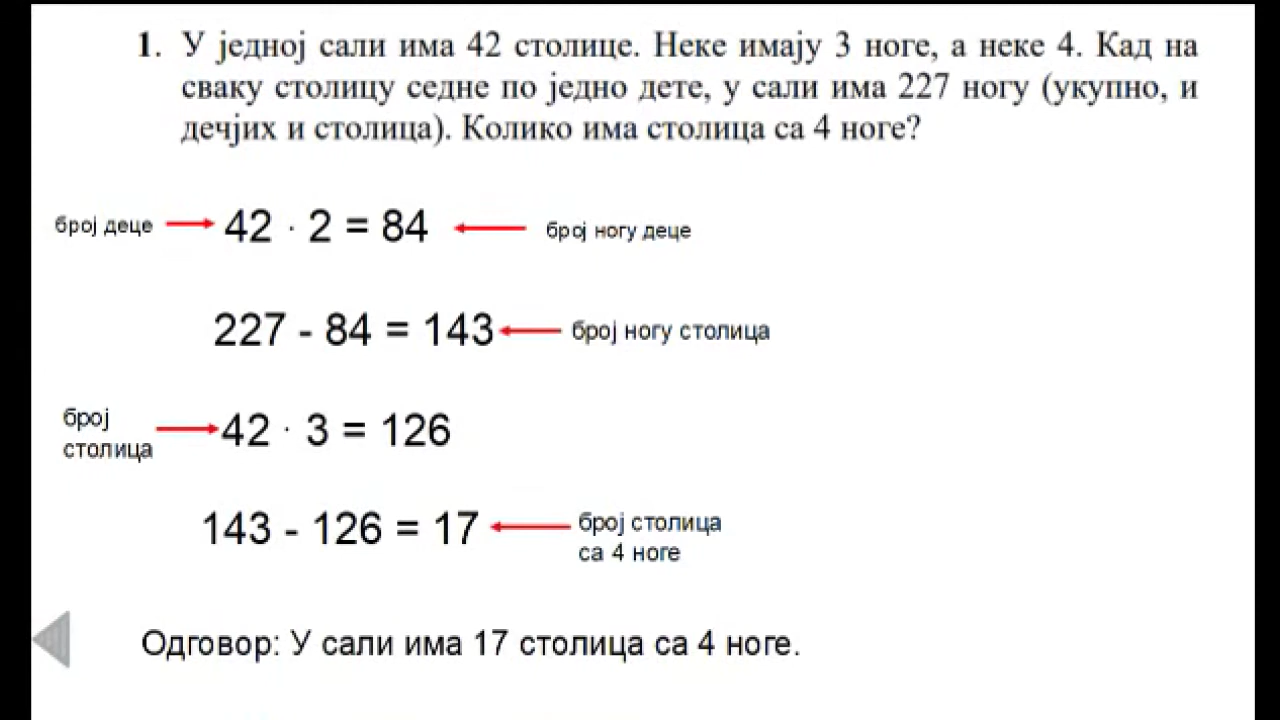 1. У једној сали има 42 столице. Неке имају 3 ноге, а неке 4. Кад на
сваку столицу седне по једно дете, у сали има 227 ногу (укупно, и
дечјих и столица). Колико има столица са 4 ноге?
број деце 42 · 2 = 84 број ногу деце
227 - 84 = 143 број ногу столица
број
столица
42 · 3 = 126
143 - 126 = 17
број столица
са 4 ноге
Одговор: У сали има 17 столица са 4 ноге.